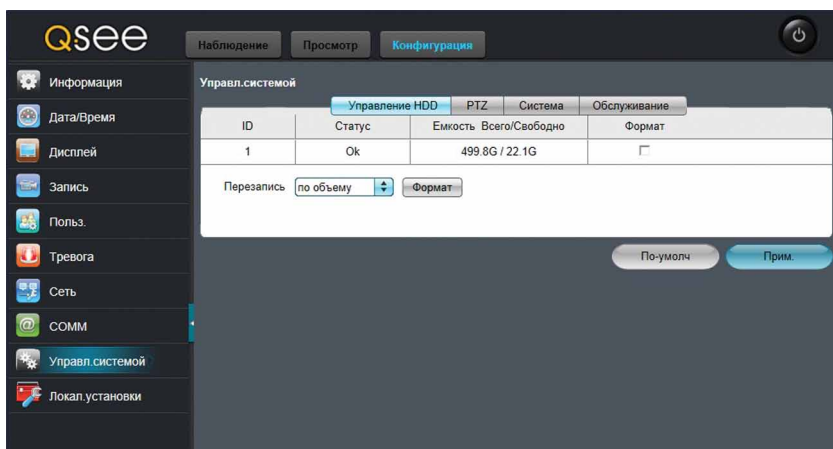 Qsee
Наблюдение Просмотр Конфигурация
Информация
Дата/Время
Дисплей
Запись
Польз.
Тревога
Сеть
COMM
Управл.системой
Локал.установки
Управл.системой
Управление HDD PTZ Система Обслуживание
ID Статус Емкость Всего/Свободно Формат
1 Ok 499.8G / 22.1G
Перезапись по объему Формат
По-умолч Прим.